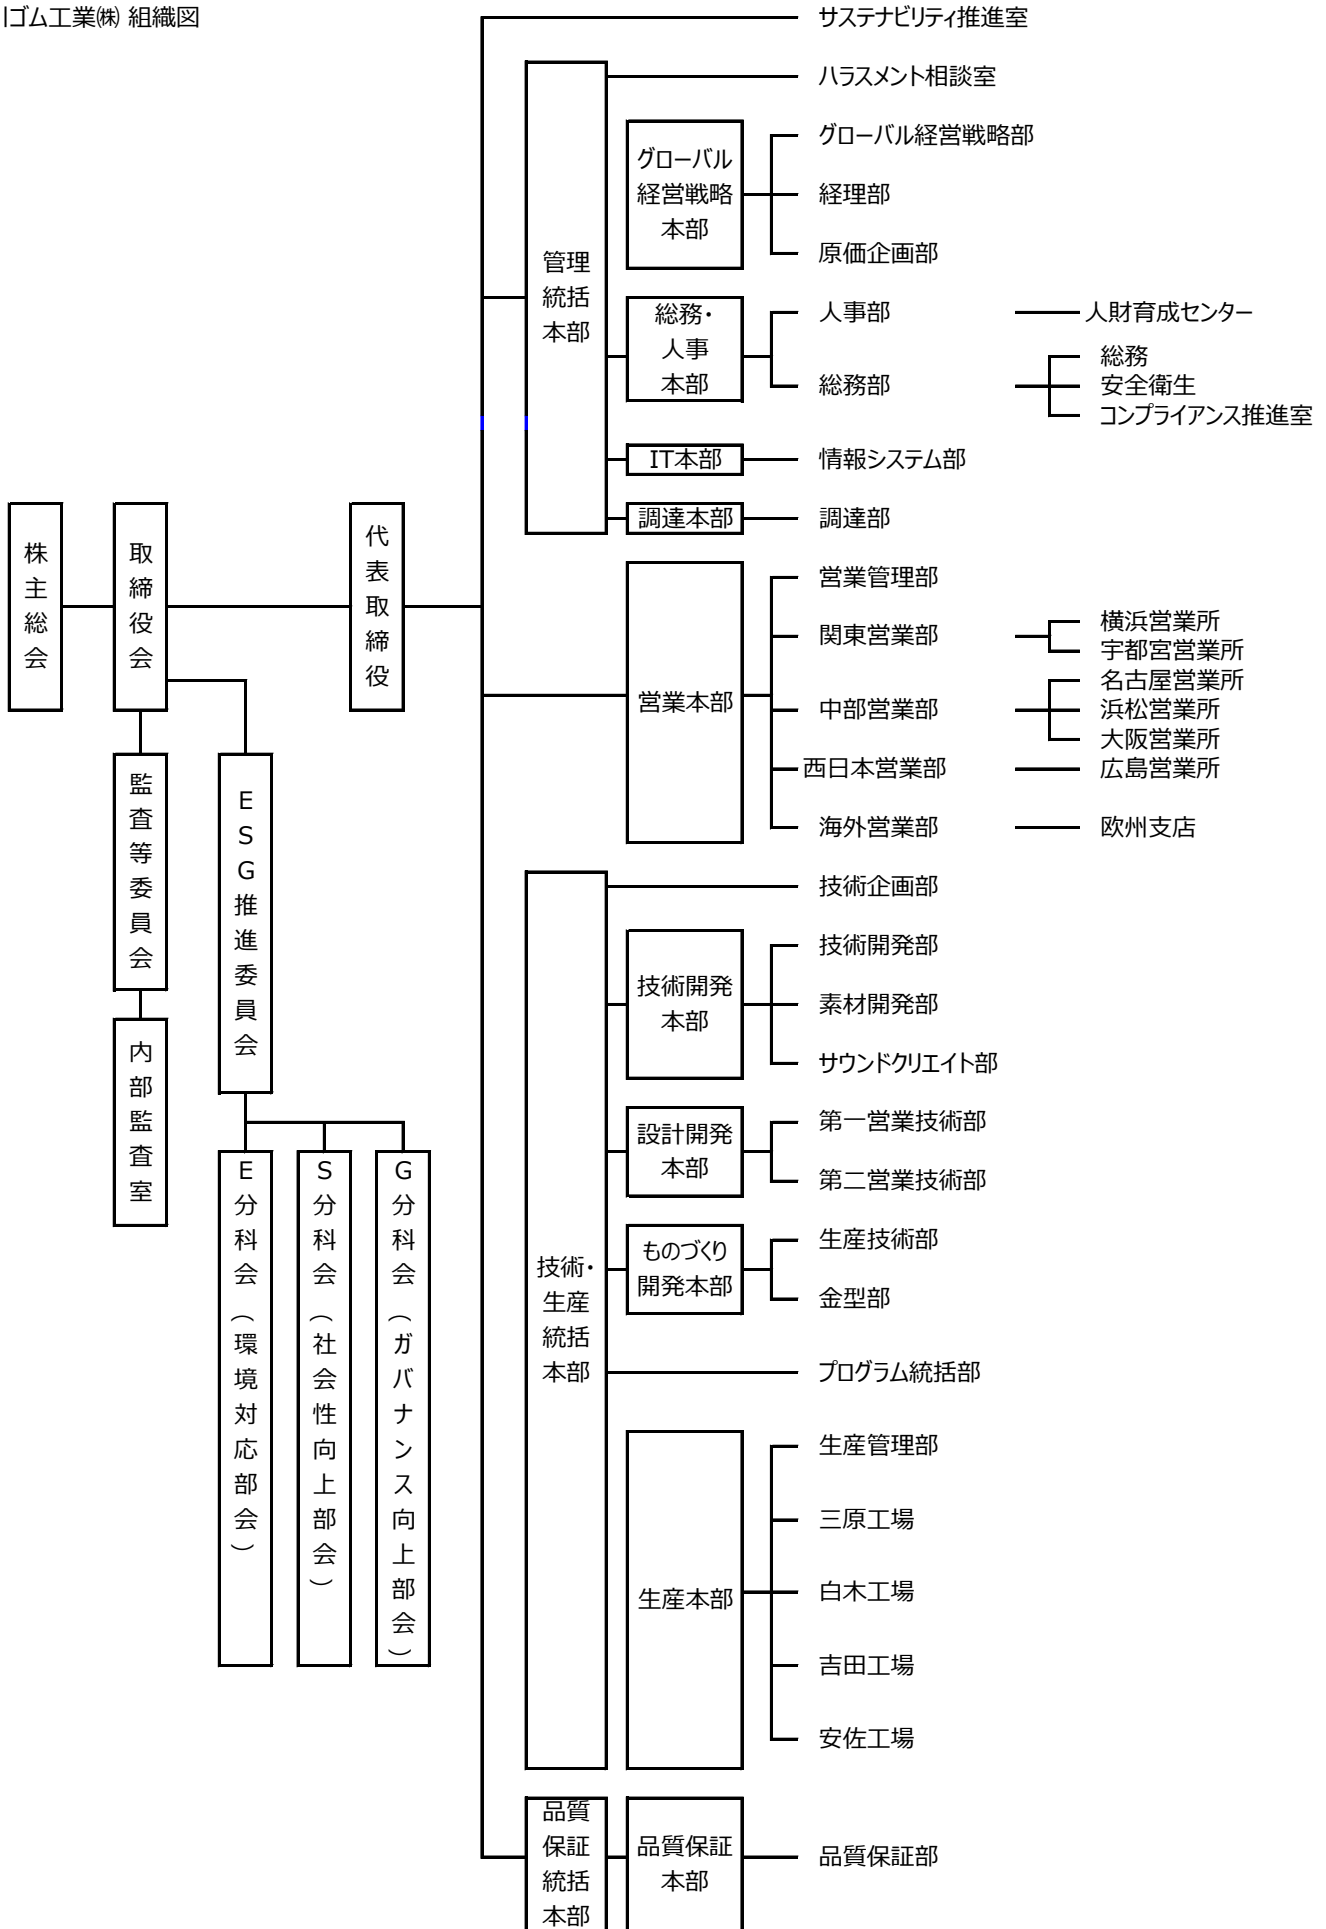 ゴム工業㈱ 組織図
サステナビリティ推進室
ハラスメント相談室
グローバル経営戦略部
グローバル
経営戦略
本部
経理部
原価企画部
管理
統括
本部
総務・
人事
本部
人事部
人財育成センター
総務部
総務
安全衛生
コンプライアンス推進室
IT本部
情報システム部
調達本部
調達部
株主総会
取締役会
代表取締役
営業管理部
関東営業部
横浜営業所
宇都宮営業所
営業本部
中部営業部
名古屋営業所
浜松営業所
大阪営業所
西日本営業部
広島営業所
海外営業部
欧州支店
監査等委員会
ESG推進委員会
内部監査室
E分科会(環境対応部会)
S分科会(社会性向上部会)
G分科会(ガバナンス向上部会)
技術・
生産
統括
本部
技術企画部
技術開発
本部
技術開発部
素材開発部
サウンドクリエイト部
設計開発
本部
第一営業技術部
第二営業技術部
ものづくり
開発本部
生産技術部
金型部
プログラム統括部
生産本部
生産管理部
三原工場
白木工場
吉田工場
安佐工場
品質
保証
統括
本部
品質保証
本部
品質保証部